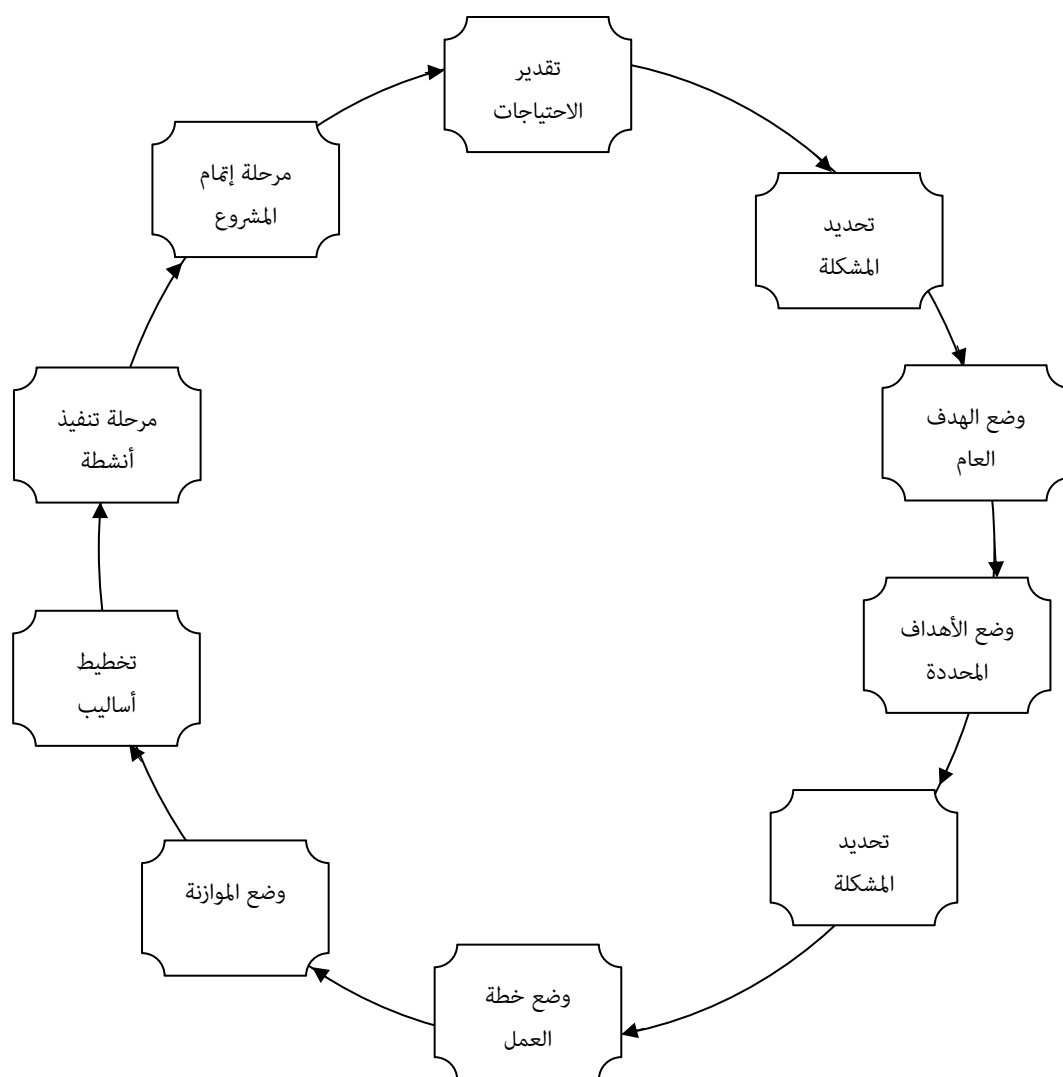 تقدير
الاحتياجات
تحديد
المشكلة
وضع الهدف
العام
وضع الأهداف
المحددة
تحديد
المشكلة
وضع خطة
العمل
وضع الموازنة
تخطيط
أساليب
مرحلة تنفيذ
أنشطة
مرحلة إتمام
المشروع